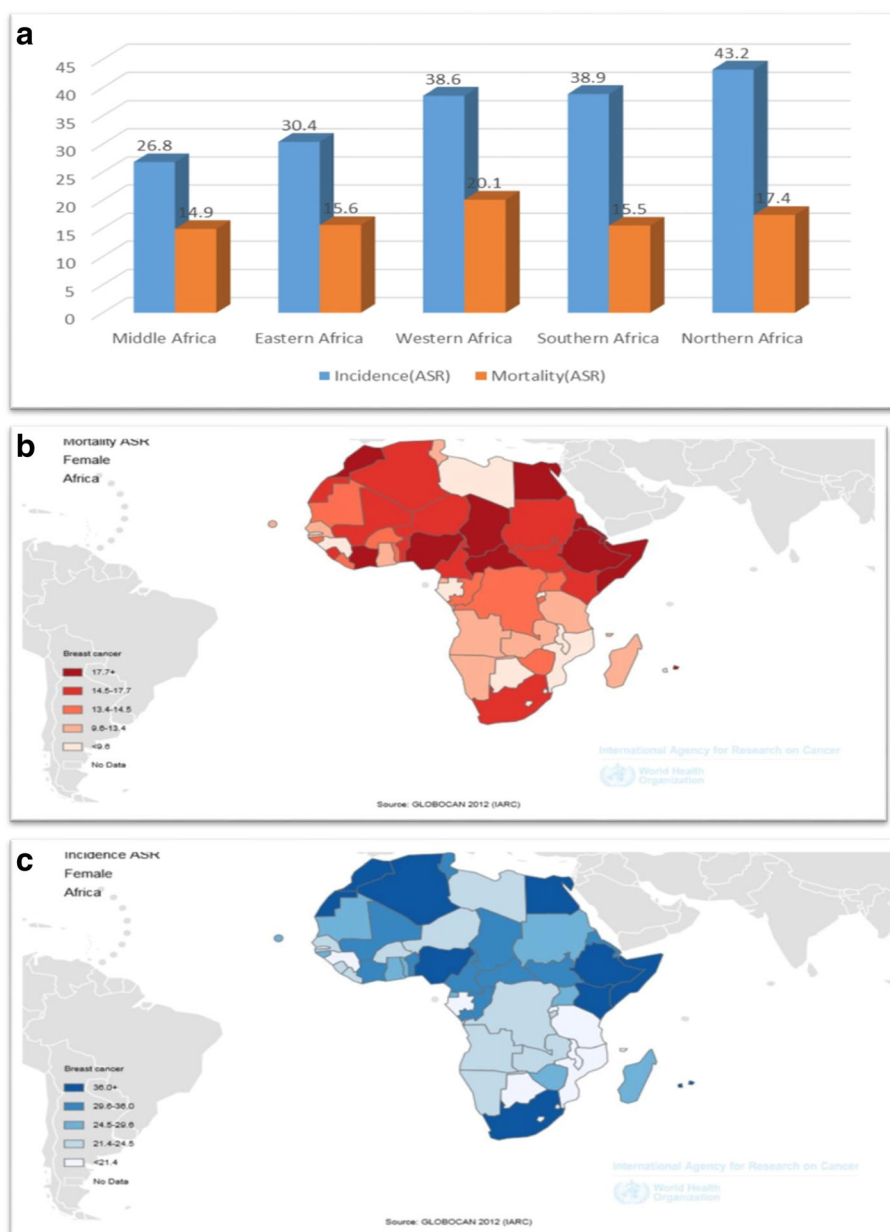 a
45
40
35
30
25
20
15
10
5
0
26.8
14.9
30.4
15.6
38.6
20.1
38.9
15.5
43.2
17.4
Middle Africa Eastern Africa Western Africa Southern Africa Northern Africa
Incidence(ASR) Mortality(ASR)
b
Mortality ASR
Female
Africa
Breast cancer
17.7+
14.5-17.7
13.4-14.5
9.6-13.4
<9.6
No Data
International Agency for Research on Cancer
World Health
Organization
Source: GLOBOCAN 2012 (IARC)
c
Incidence ASR
Female
Africa
Breast cancer
36.0+
29.6-36.0
24.5-29.6
21.4-24.5
<21.4
No Data
International Agency for Research on Cancer
World Health
Organization
Source: GLOBOCAN 2012 (IARC)